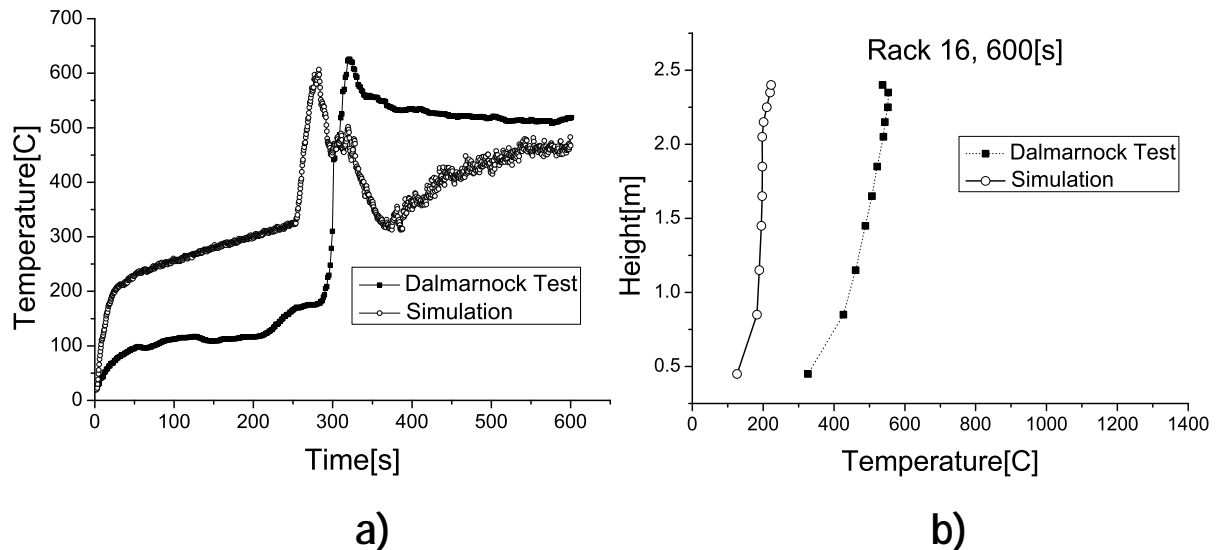 700
600
500
400
300
200
100
0
Temperature[C]
Dalmarnock Test
Simulation
0 100 200 300 400 500 600
Time[s]
a)
Rack 16, 600[s]
2.5
2.0
1.5
1.0
0.5
Height[m]
Dalmarnock Test
Simulation
0 200 400 600 800 1000 1200 1400
Temperature[C]
b)